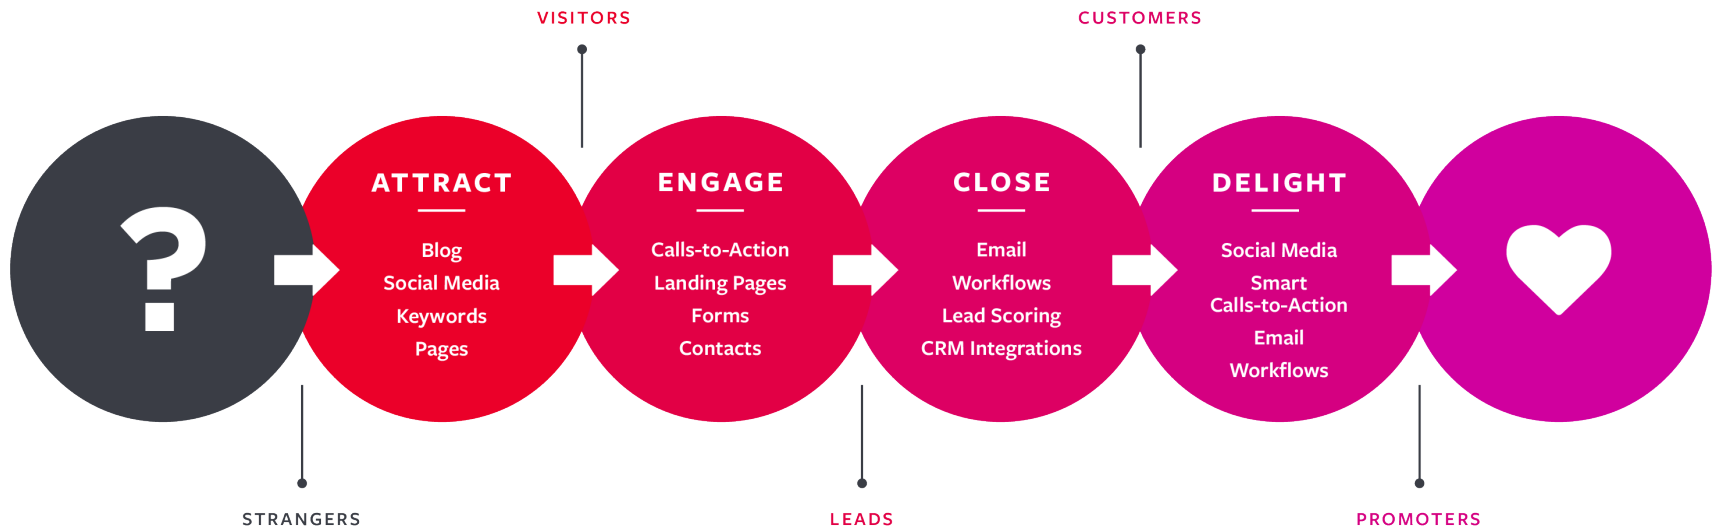 VISITORS
CUSTOMERS
?
ATTRACT
Blog
Social Media
Keywords
Pages
ENGAGE
Calls-to-Action
Landing Pages
Forms
Contacts
CLOSE
Email
Workflows
Lead Scoring
CRM Integrations
DELIGHT
Social Media
Smart
Calls-to-Action
Email
Workflows
STRANGERS
LEADS
PROMOTERS